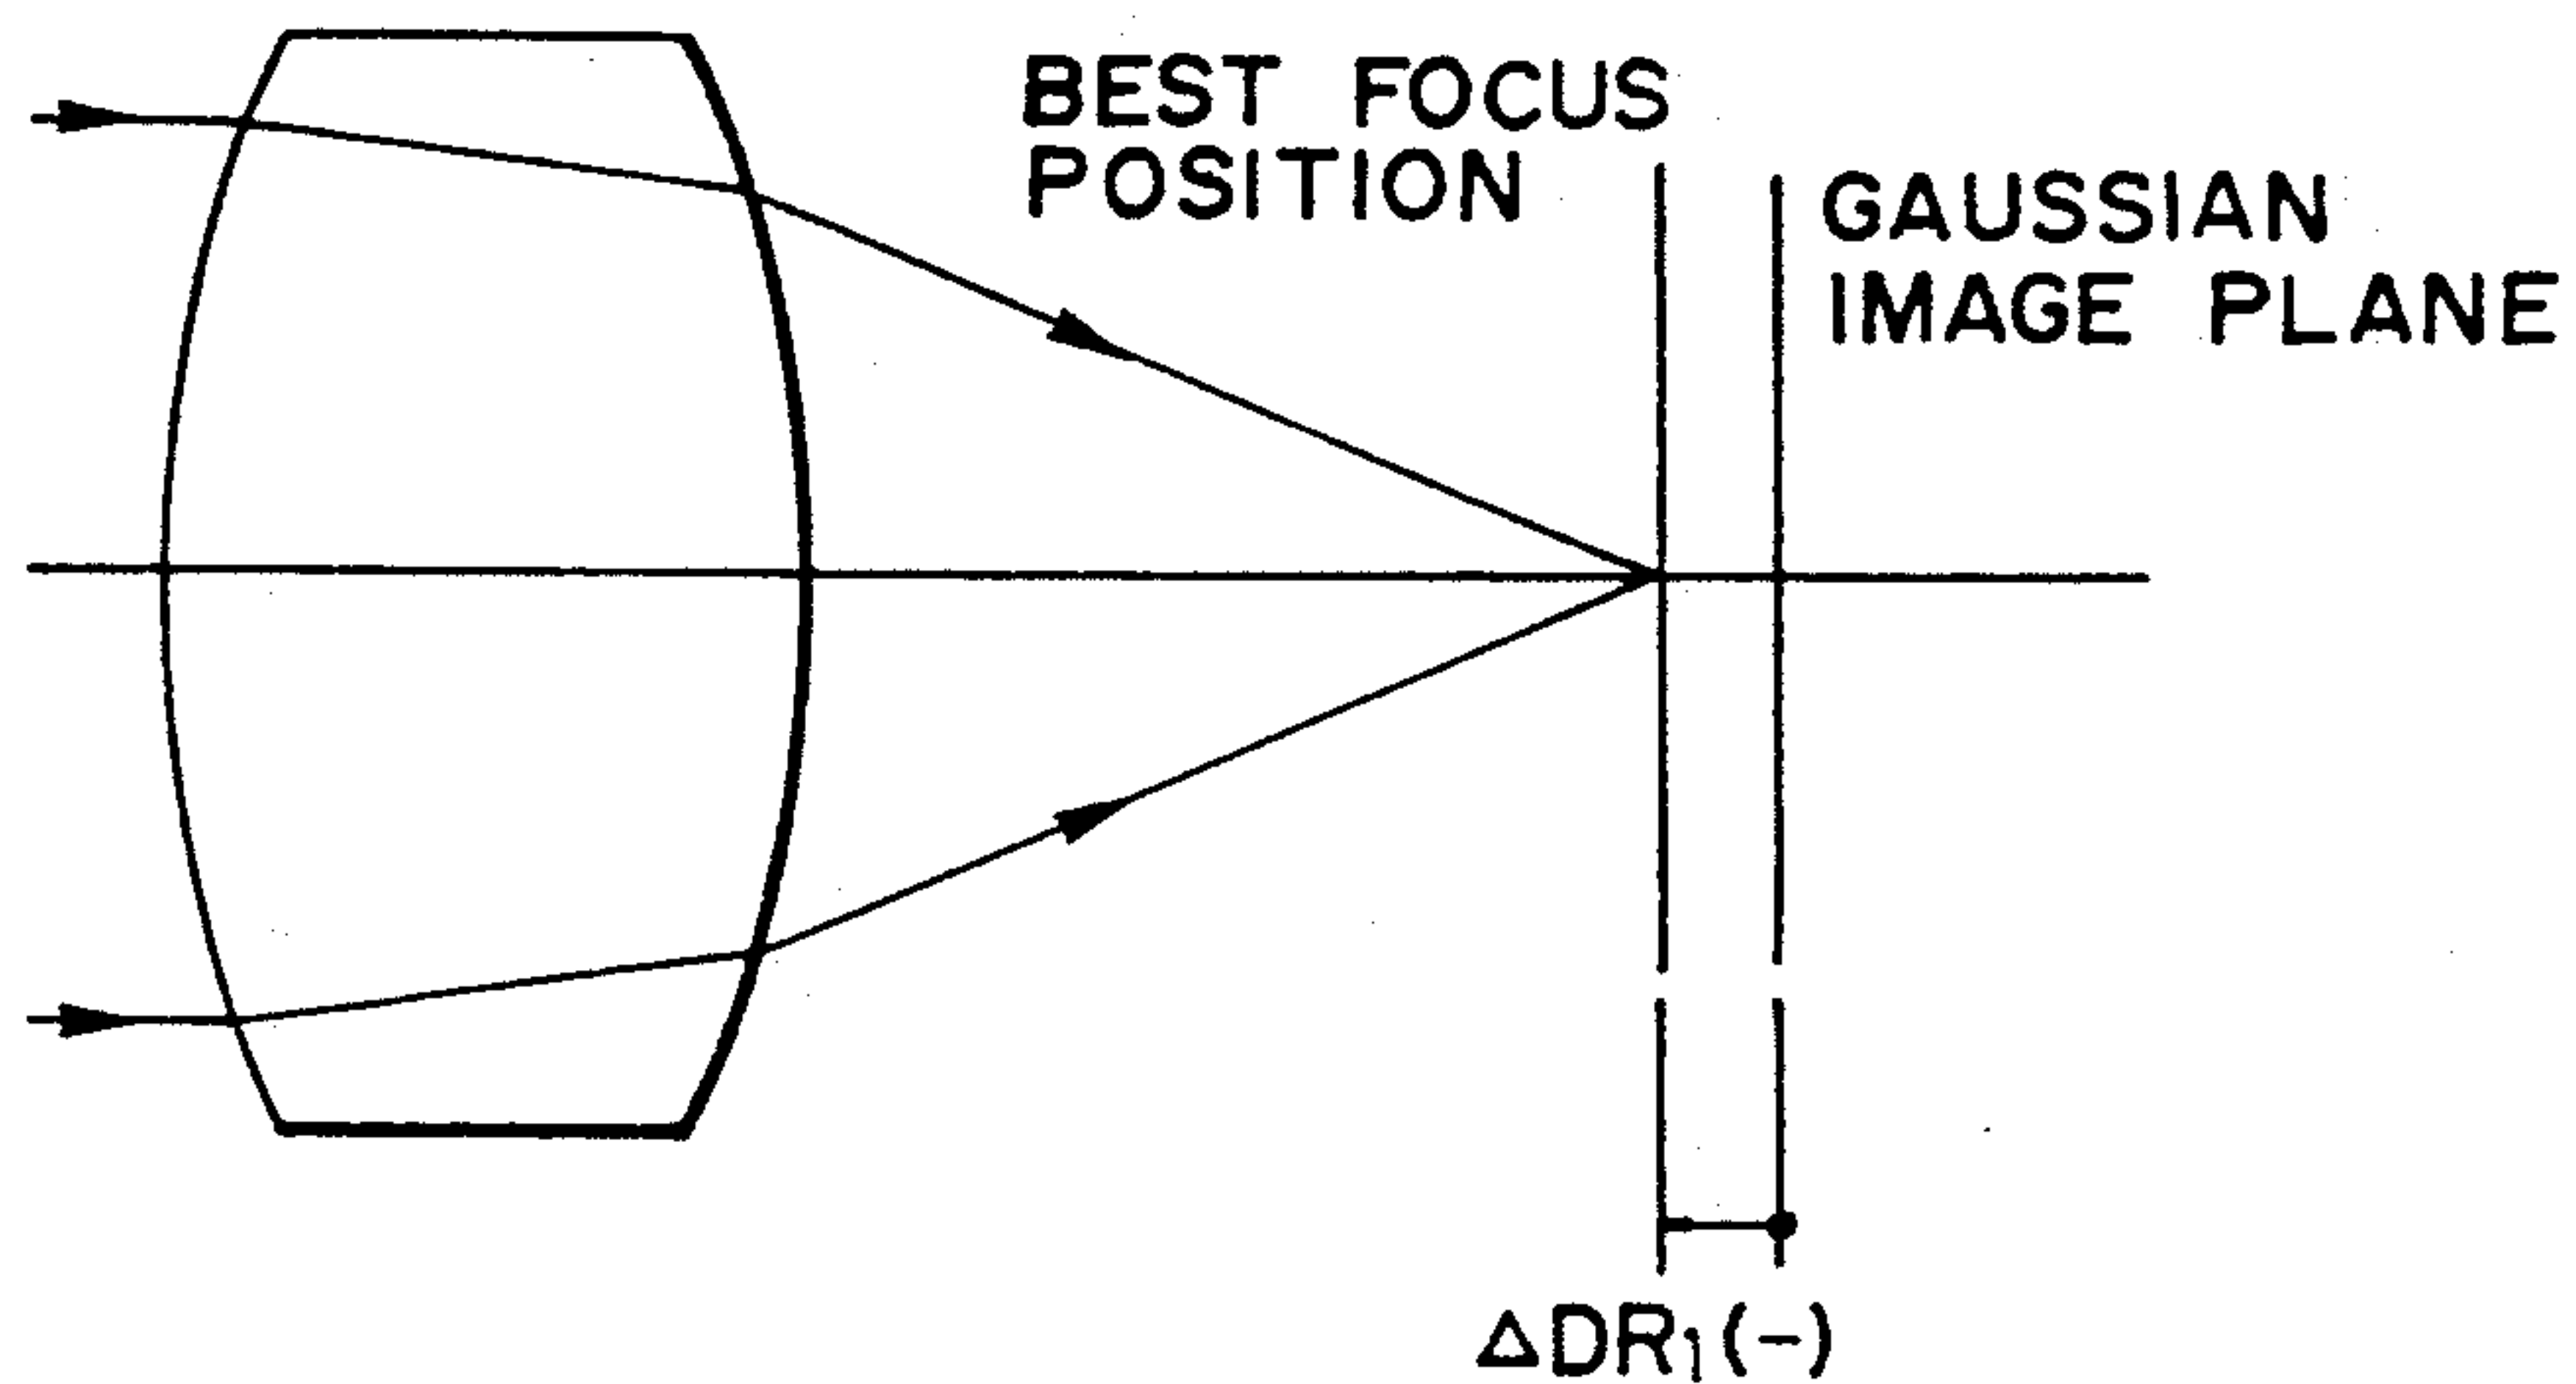 BEST FOCUS
POSITION
GAUSSIAN
IMAGE PLANE
ΔDR₁(−)